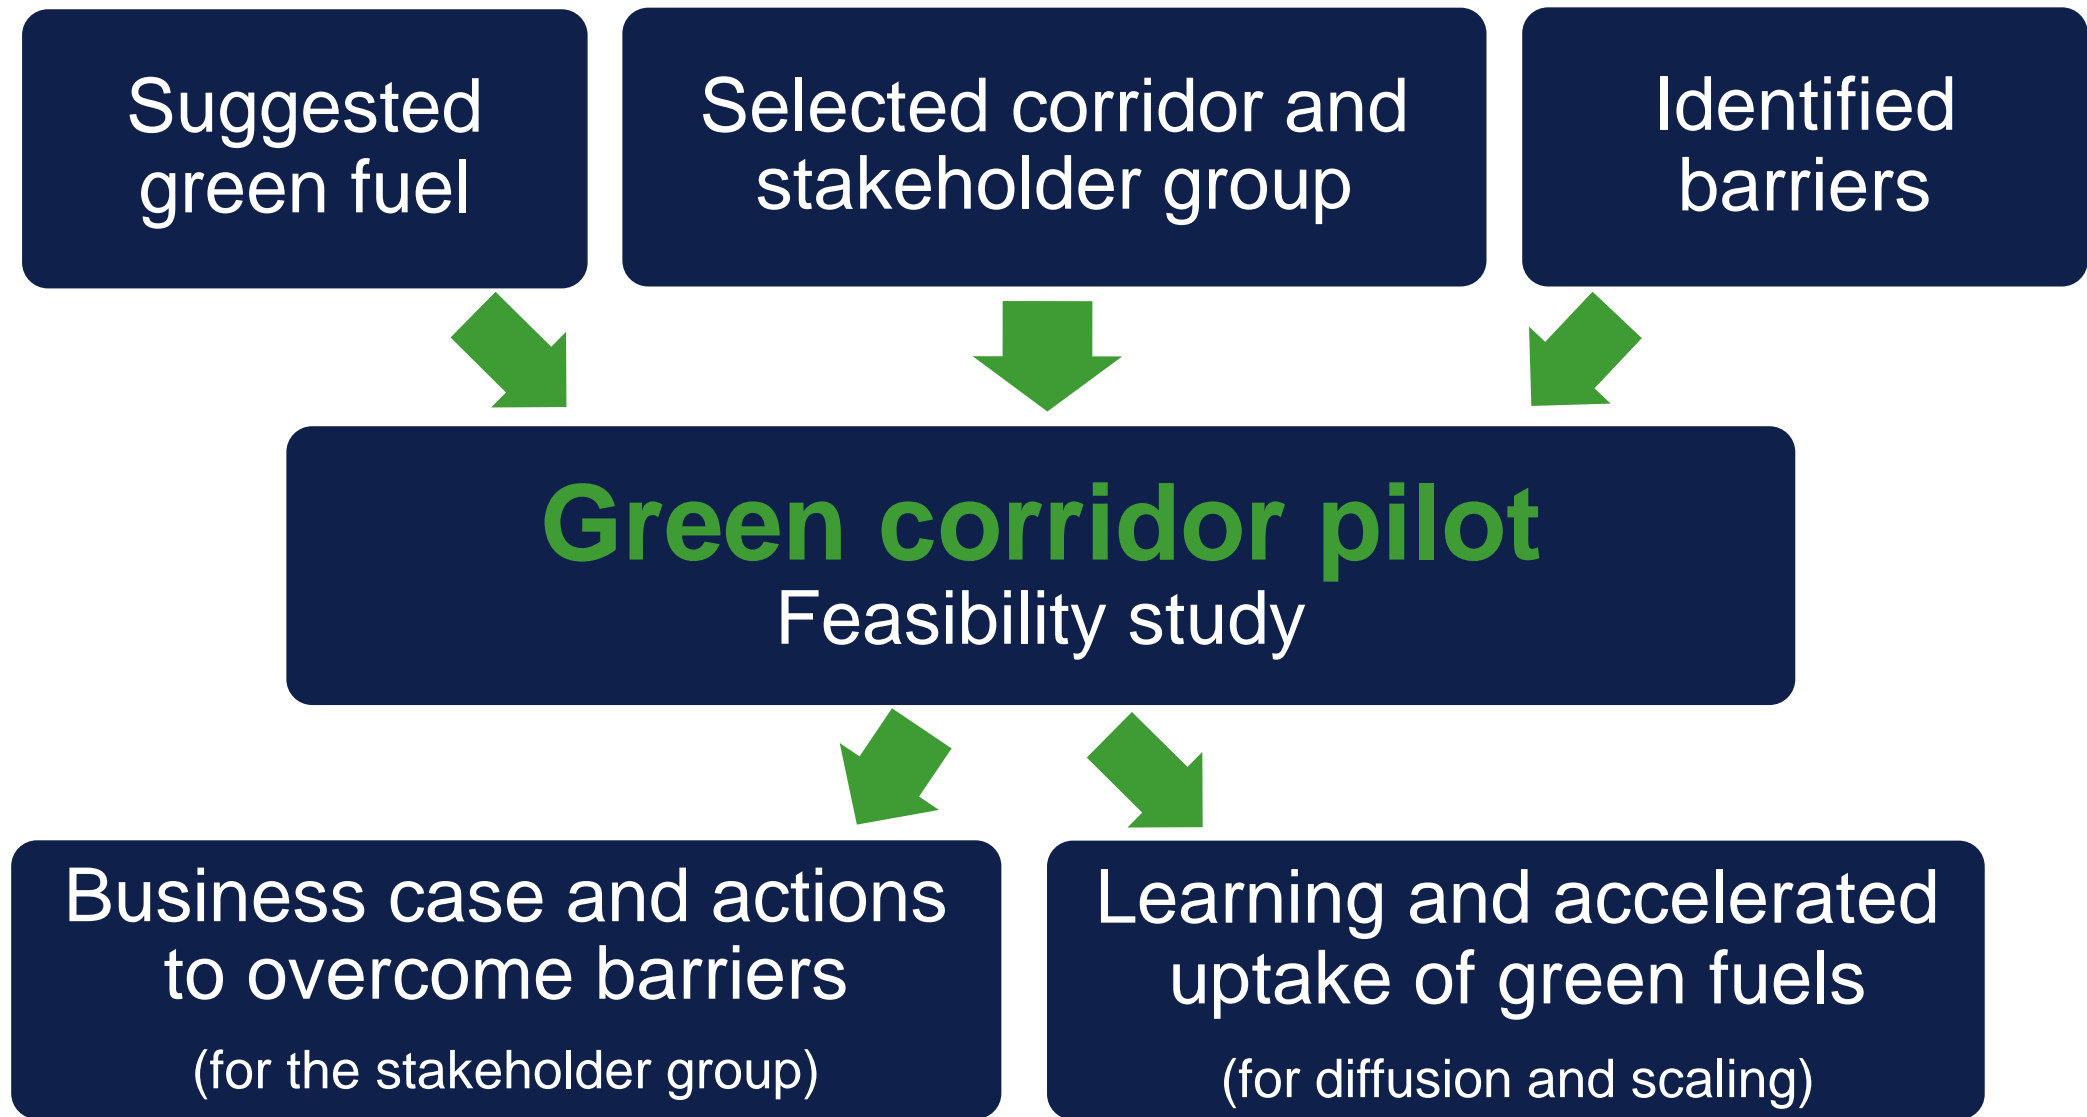 Suggested
green fuel
Selected corridor and
stakeholder group
Identified
barriers
Green corridor pilot
Feasibility study
Business case and actions
to overcome barriers
(for the stakeholder group)
Learning and accelerated
uptake of green fuels
(for diffusion and scaling)